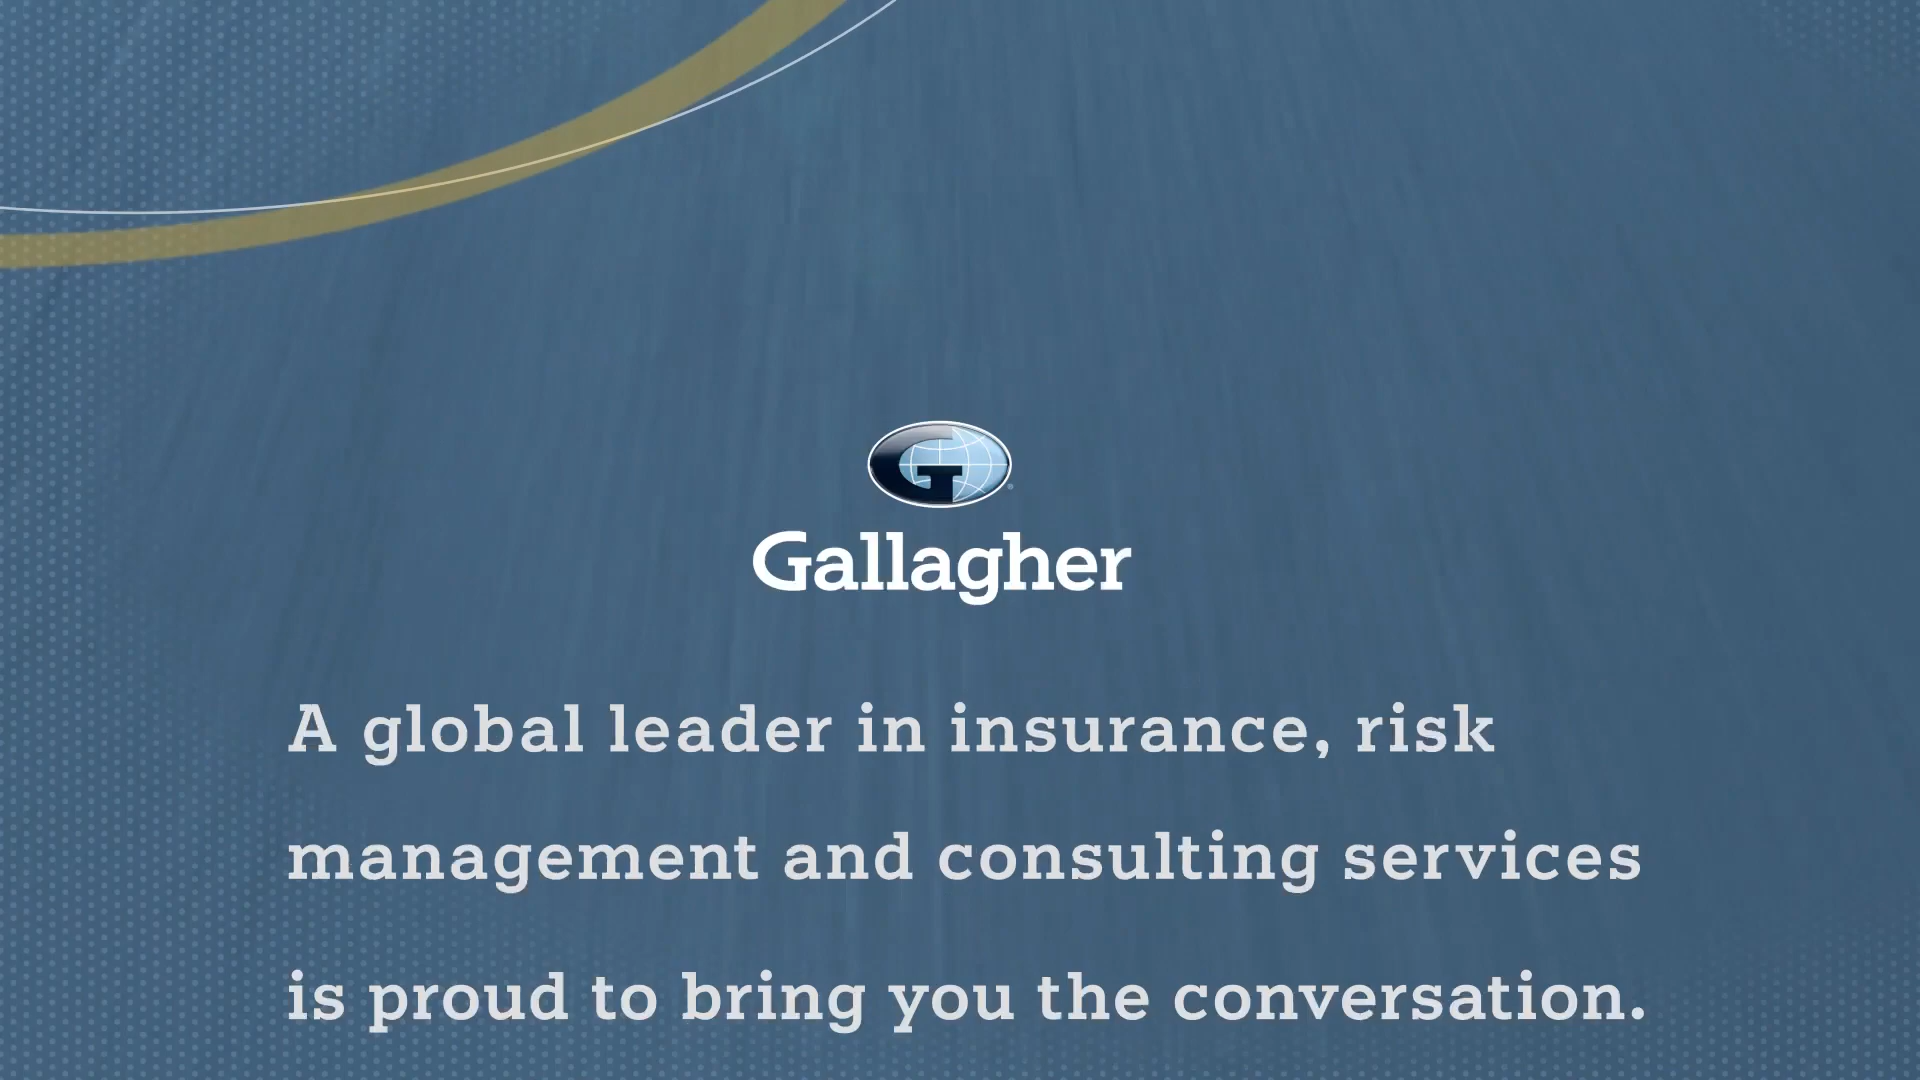 Gallagher
A global leader in insurance, risk
management and consulting services
is proud to bring you the conversation.